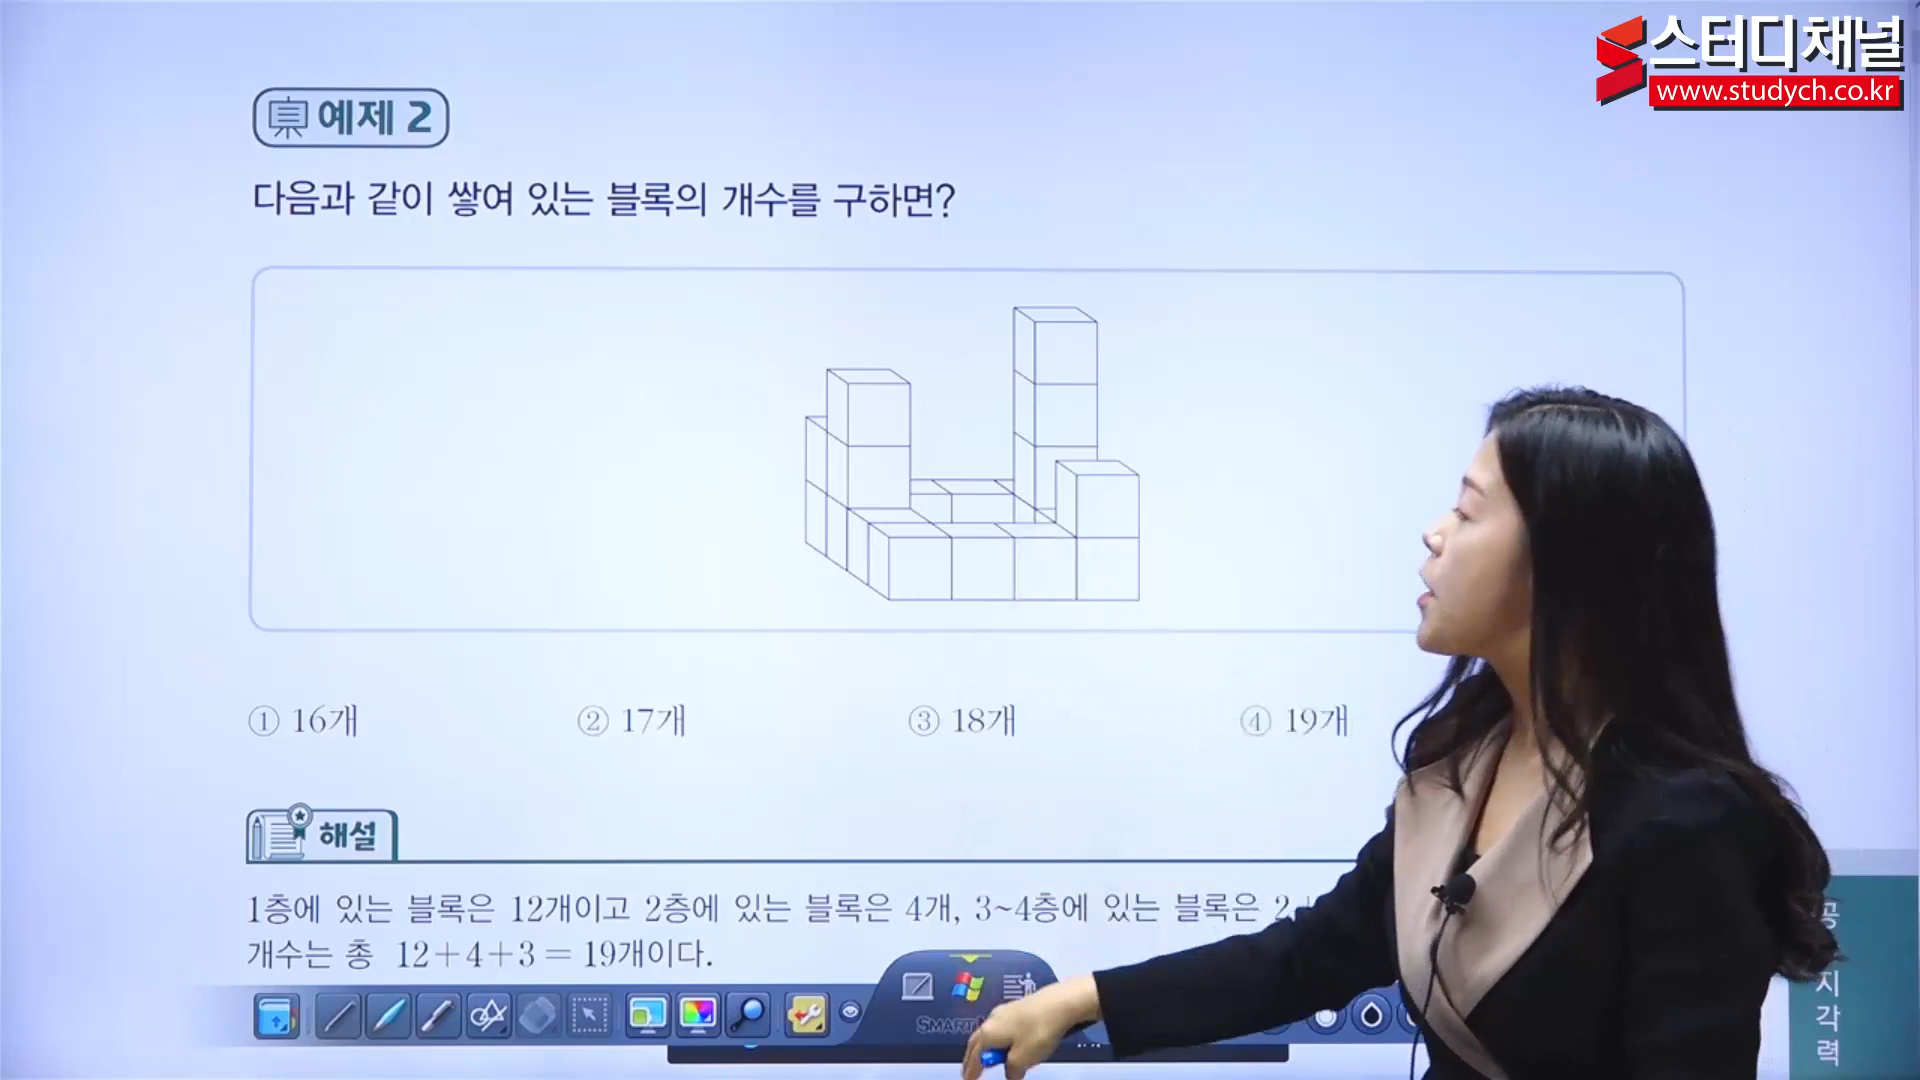 스터디채널
www.studych.co.kr
예제 2
다음과 같이 쌓여 있는 블록의 개수를 구하면?
① 16개
② 17개
③ 18개
④ 19개
해설
1층에 있는 블록은 12개이고 2층에 있는 블록은 4개, 3~4층에 있는 블록은 2
개수는 총 12+4+3 = 19개이다.
공
지
각
력